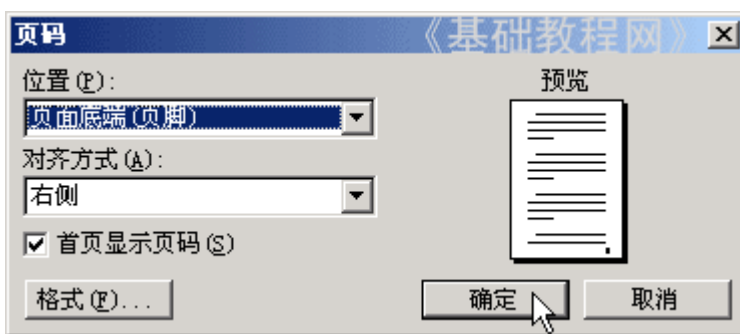 页码 《基础教程网》
位置(P):
页面底端(页脚)
对齐方式(A):
右侧
首页显示页码(S)
格式(F)...
预览
确定
取消